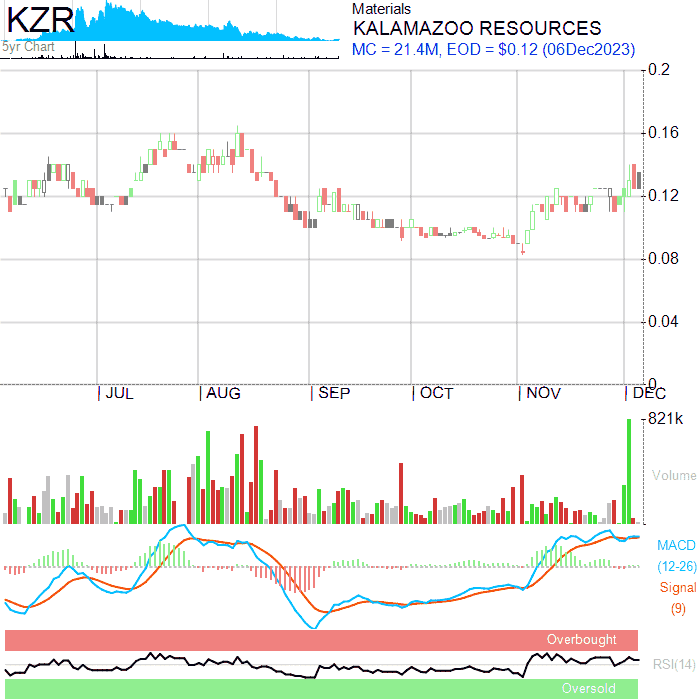 KZR
5yr Chart
Materials
KALAMAZOO RESOURCES
MC = 21.4M, EOD = $0.12 (06Dec2023)
0.2
0.16
0.12
0.08
0.04
0
JUL AUG SEP OCT NOV DEC
821k
Volume
MACD
(12-26)
Signal
(9)
Overbought
RSI(14)
Oversold